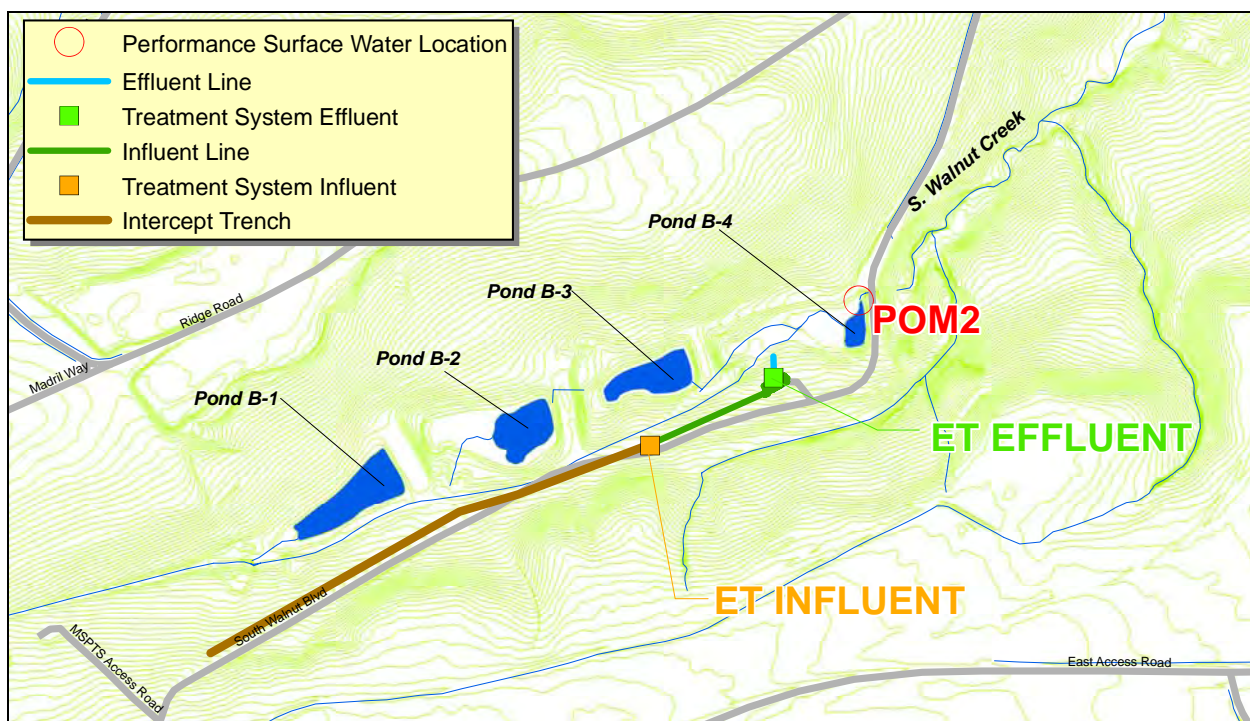 Performance Surface Water Location
Effluent Line
Treatment System Effluent
Influent Line
Treatment System Influent
Intercept Trench
S. Walnut Creek
Pond B-4
Pond B-3
POM2
Ridge Road
Pond B-2
Madril Way
Pond B-1
ET EFFLUENT
ET INFLUENT
South Walnut Blvd
MSPTS Access Road
East Access Road